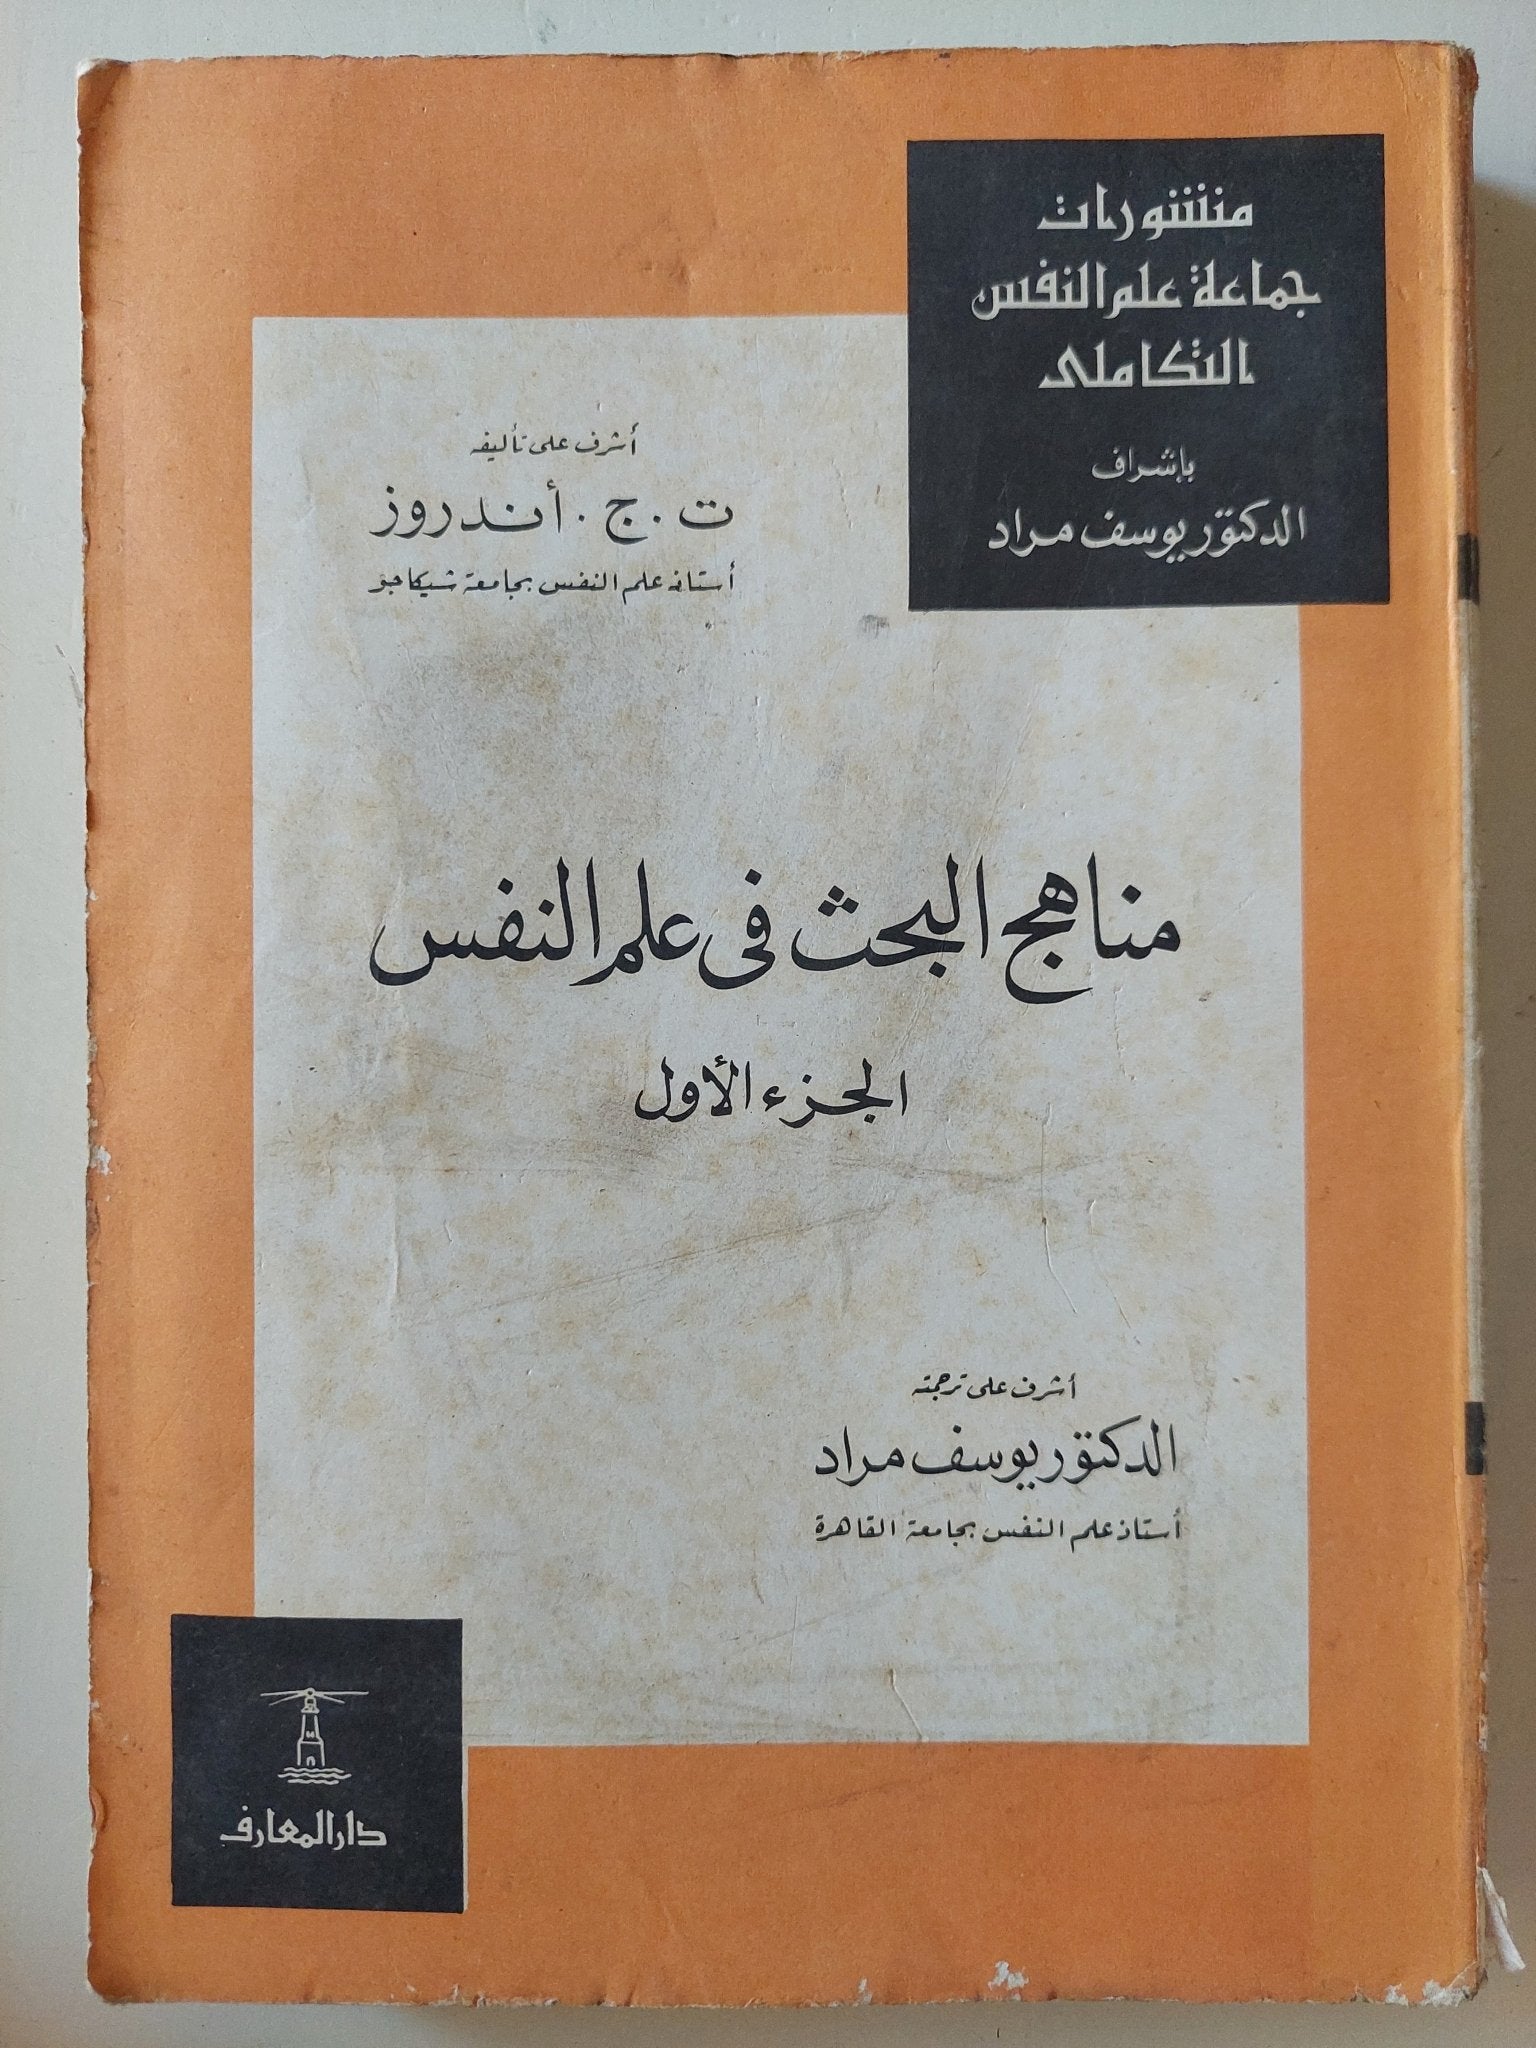 منشورات
جماعة علم النفس
التكاملى
بإشراف
الدكتور يوسف مراد
أشرف على تأليفه
ت . ج . أندروز
أستاذ علم النفس بجامعة شيكاجو
مناهج البحث فى علم النفس
الجزء الأول
أشرف على ترجمته
الدكتور يوسف مراد
أستاذ علم النفس بجامعة القاهرة
دار المعارف